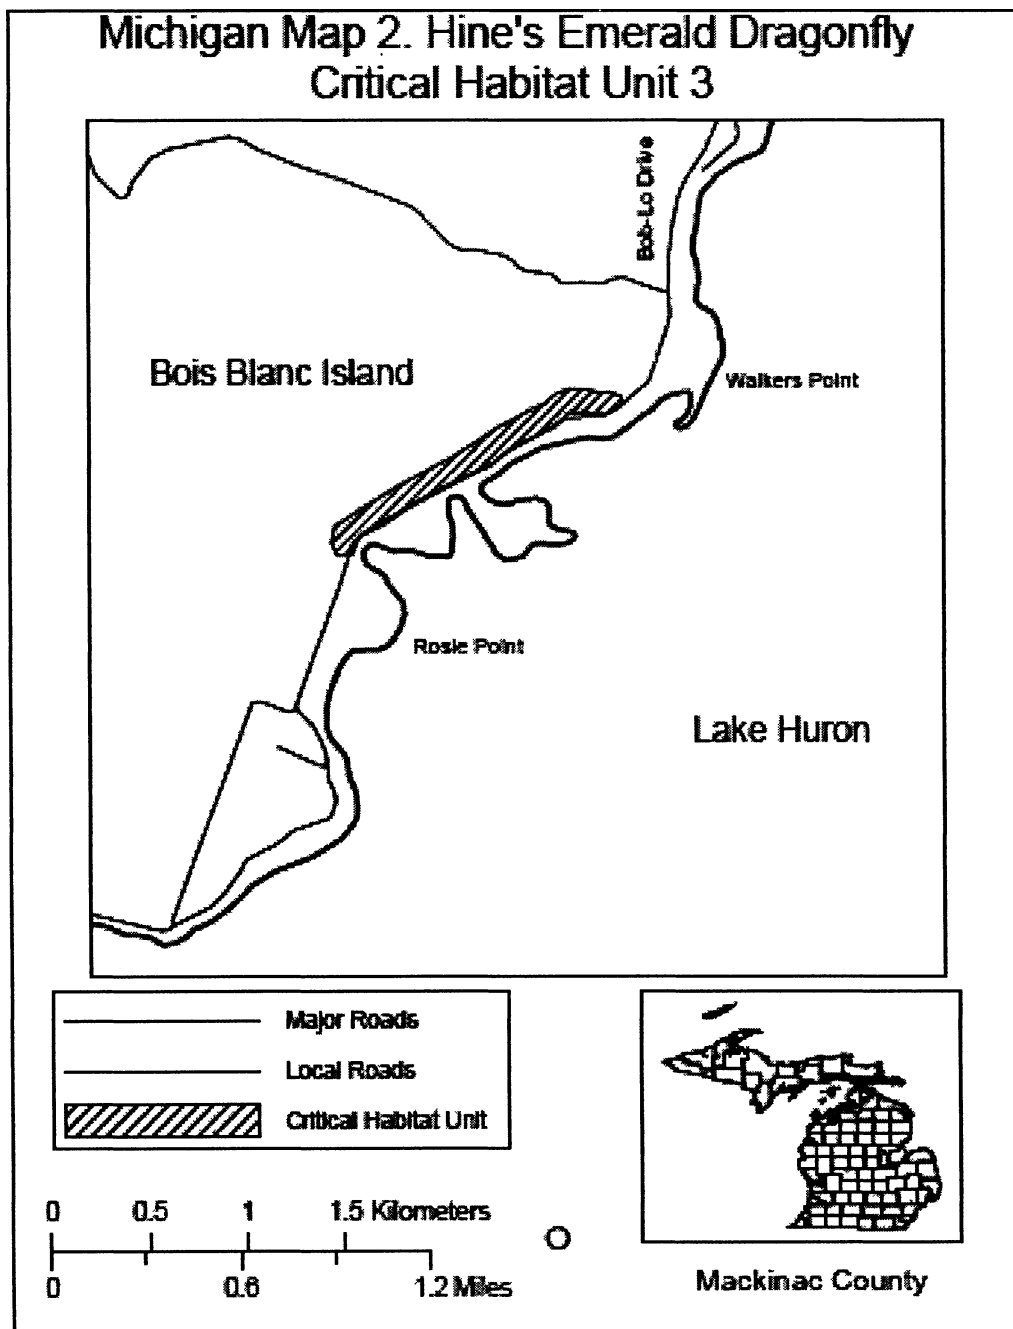 Michigan Map 2. Hine's Emerald Dragonfly
Critical Habitat Unit 3
Bob-Lo Drive
Bois Blanc Island
Walkers Point
Rosie Point
Lake Huron
Major Roads
Local Roads
Critical Habitat Unit
0 0.5 1 1.5 Kilometers
0 0.6 1.2 Miles
Mackinac County